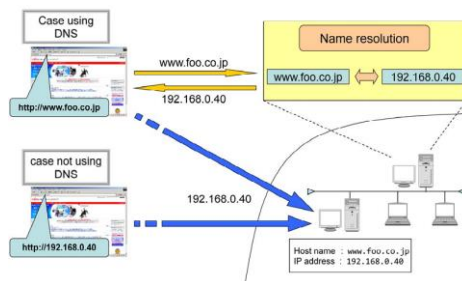 Case using
DNS
http://www.foo.co.jp
www.foo.co.jp
192.168.0.40
Name resolution
www.foo.co.jp
192.168.0.40
case not using
DNS
http://192.168.0.40
192.168.0.40
Host name : www.foo.co.jp
IP address : 192.168.0.40